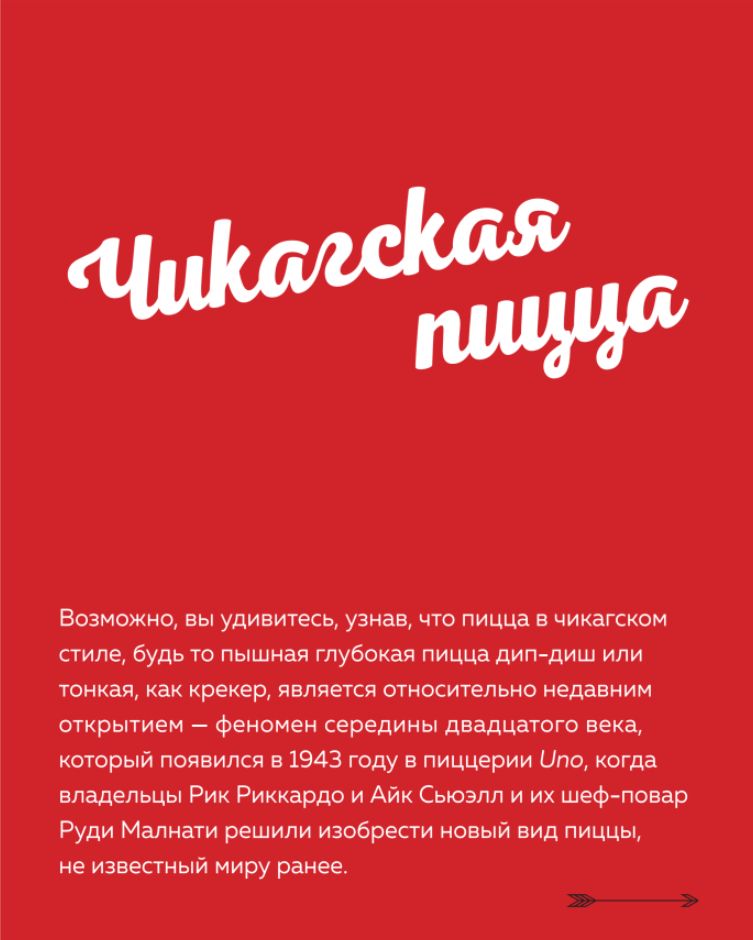 Чикагская
пицца
Возможно, вы удивитесь, узнав, что пицца в чикагском
стиле, будь то пышная глубокая пицца дип-диш или
тонкая, как крекер, является относительно недавним
открытием — феномен середины двадцатого века,
который появился в 1943 году в пиццерии Uno, когда
владельцы Рик Риккардо и Айк Сьюэлл и их шеф-повар
Руди Малнати решили изобрести новый вид пиццы,
не известный миру ранее.